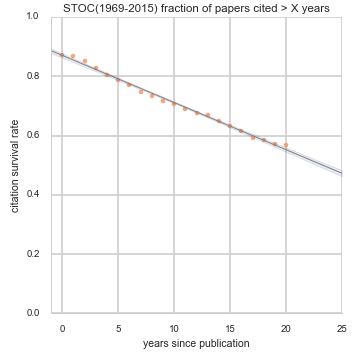 STOC(1969-2015) fraction of papers cited > X years
1.0
0.8
0.6
0.4
0.2
0.0
citation survival rate
0 5 10 15 20 25
years since publication